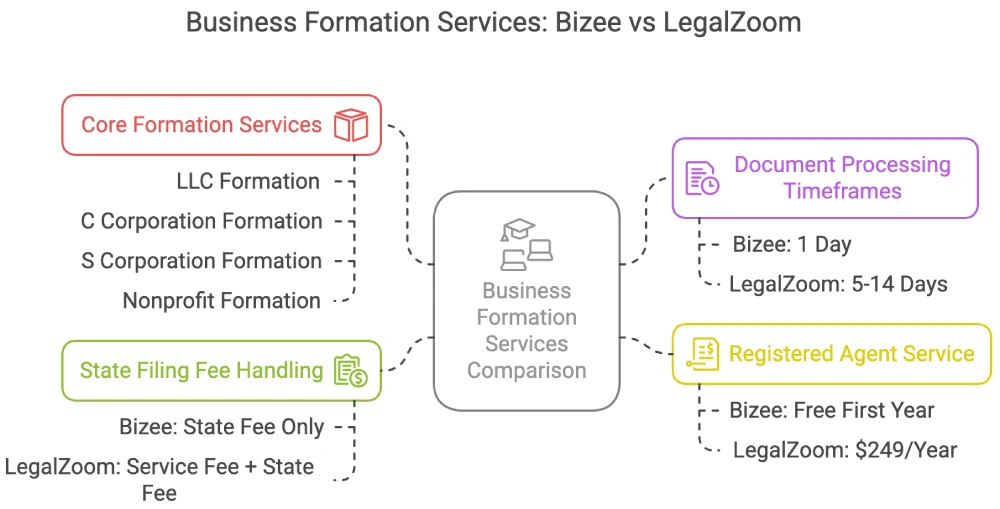 Business Formation Services: Bizee vs LegalZoom
Core Formation Services
LLC Formation
C Corporation Formation
S Corporation Formation
Nonprofit Formation
State Filing Fee Handling
Bizee: State Fee Only
LegalZoom: Service Fee + State
Fee
Business
Formation
Services
Comparison
Document Processing
Timeframes
Bizee: 1 Day
LegalZoom: 5-14 Days
Registered Agent Service
Bizee: Free First Year
LegalZoom: $249/Year